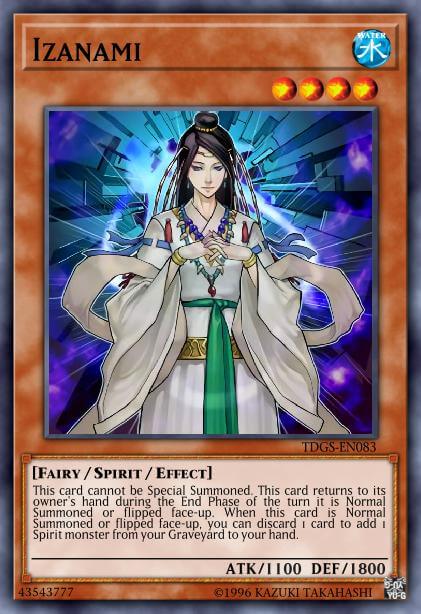 IZANAMI
WATER
水
TDGS-EN083
[FAIRY / SPIRIT / EFFECT]
This card cannot be Special Summoned. This card returns to its
owner's hand during the End Phase of the turn it is Normal
Summoned or flipped face-up. When this card is Normal
Summoned or flipped face-up, you can discard 1 card to add 1
Spirit monster from your Graveyard to your hand.
ATK/1100 DEF/1800
43543777
©1996 KAZUKI TAKAHASHI